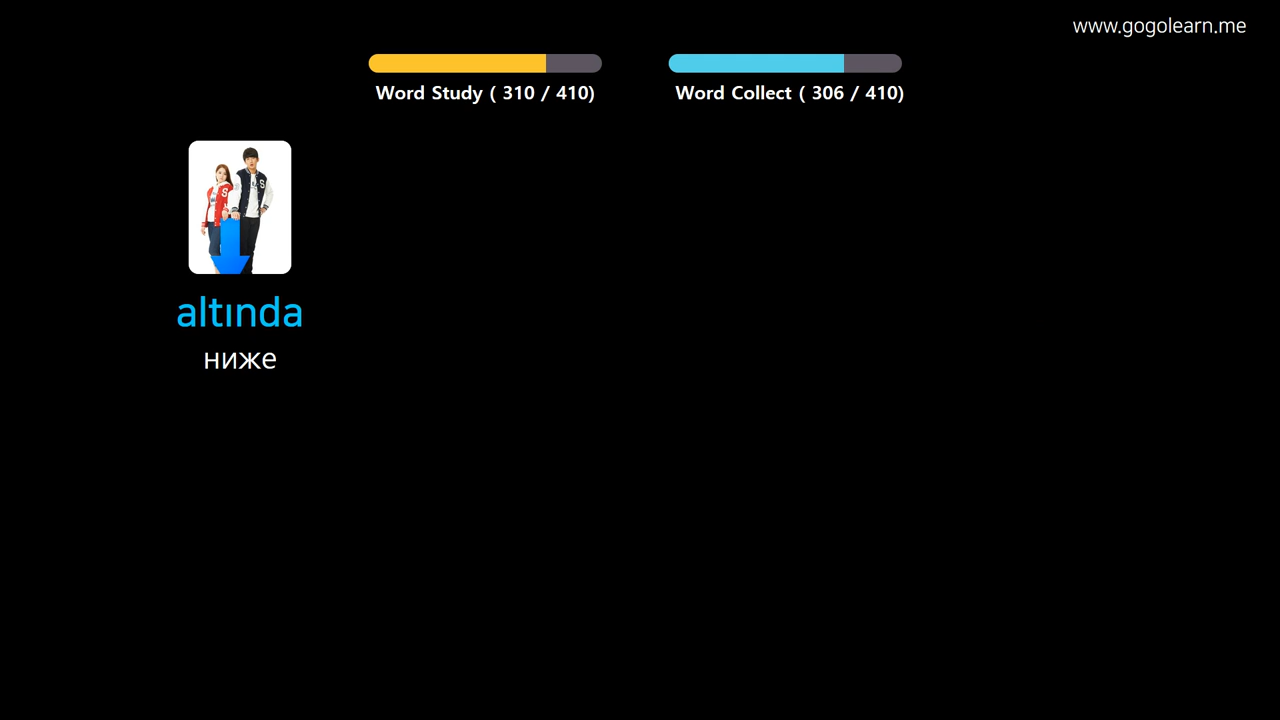 www.gogolearn.me
Word Study ( 310 / 410)
Word Collect ( 306 / 410)
S
S
altında
ниже